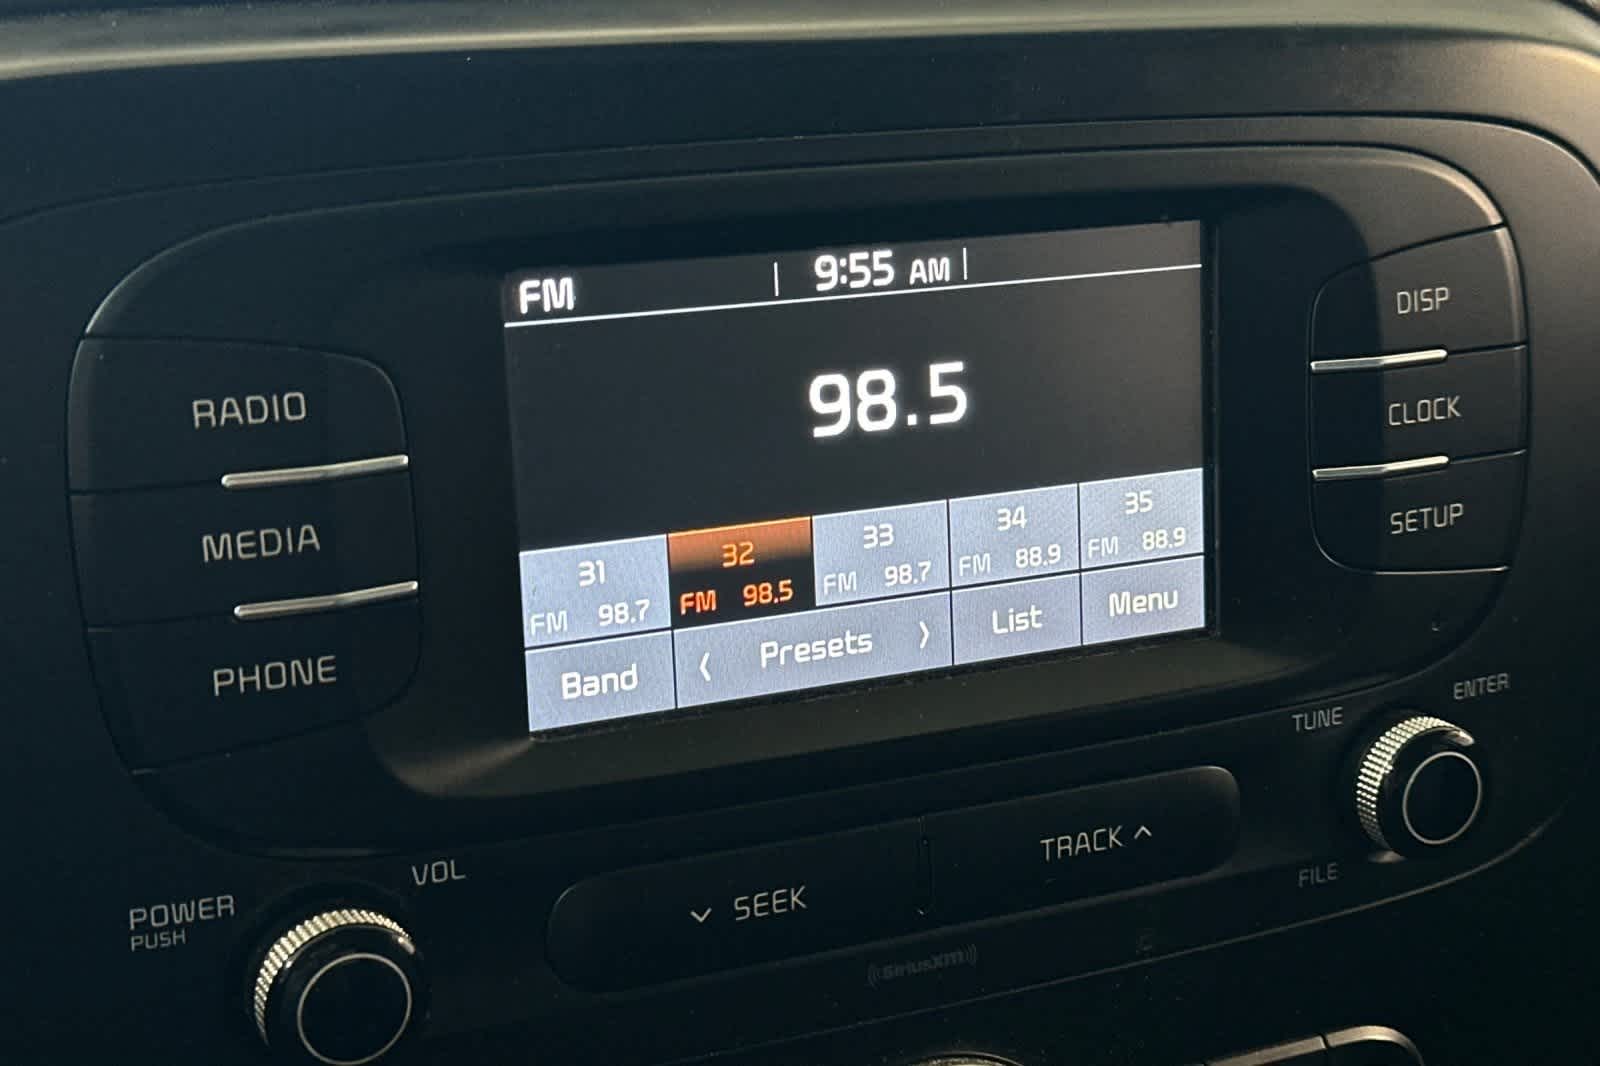 FM 9:55 AM
98.5
31 32 33 34 35
FM 98.7 FM 98.5 FM 98.7 FM 88.9 FM 88.9
Band ‹ Presets › List Menu
RADIO
MEDIA
PHONE
DISP
CLOCK
SETUP
POWER
PUSH
VOL
SEEK
TRACK
TUNE
ENTER
FILE
((SiriusXM))